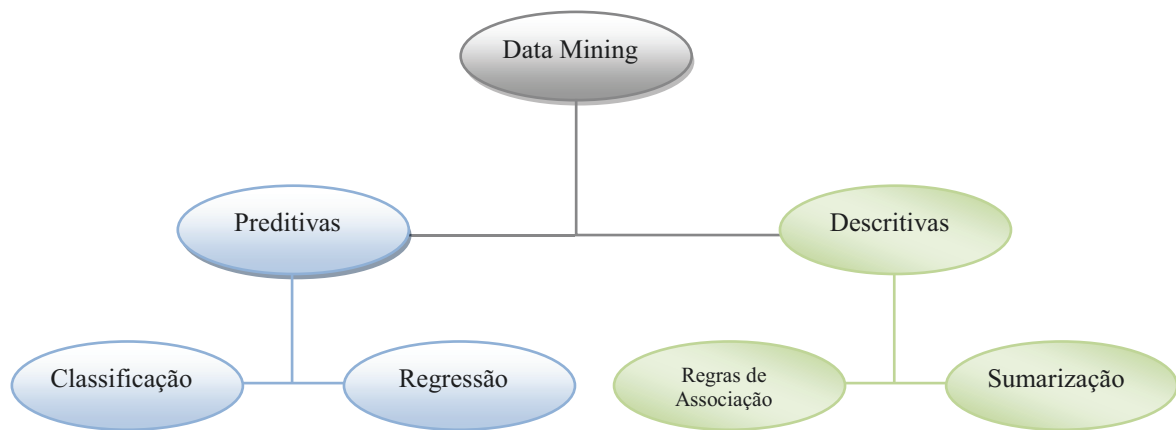 Data Mining
Preditivas
Descritivas
Classificação
Regressão
Regras de
Associação
Sumarização